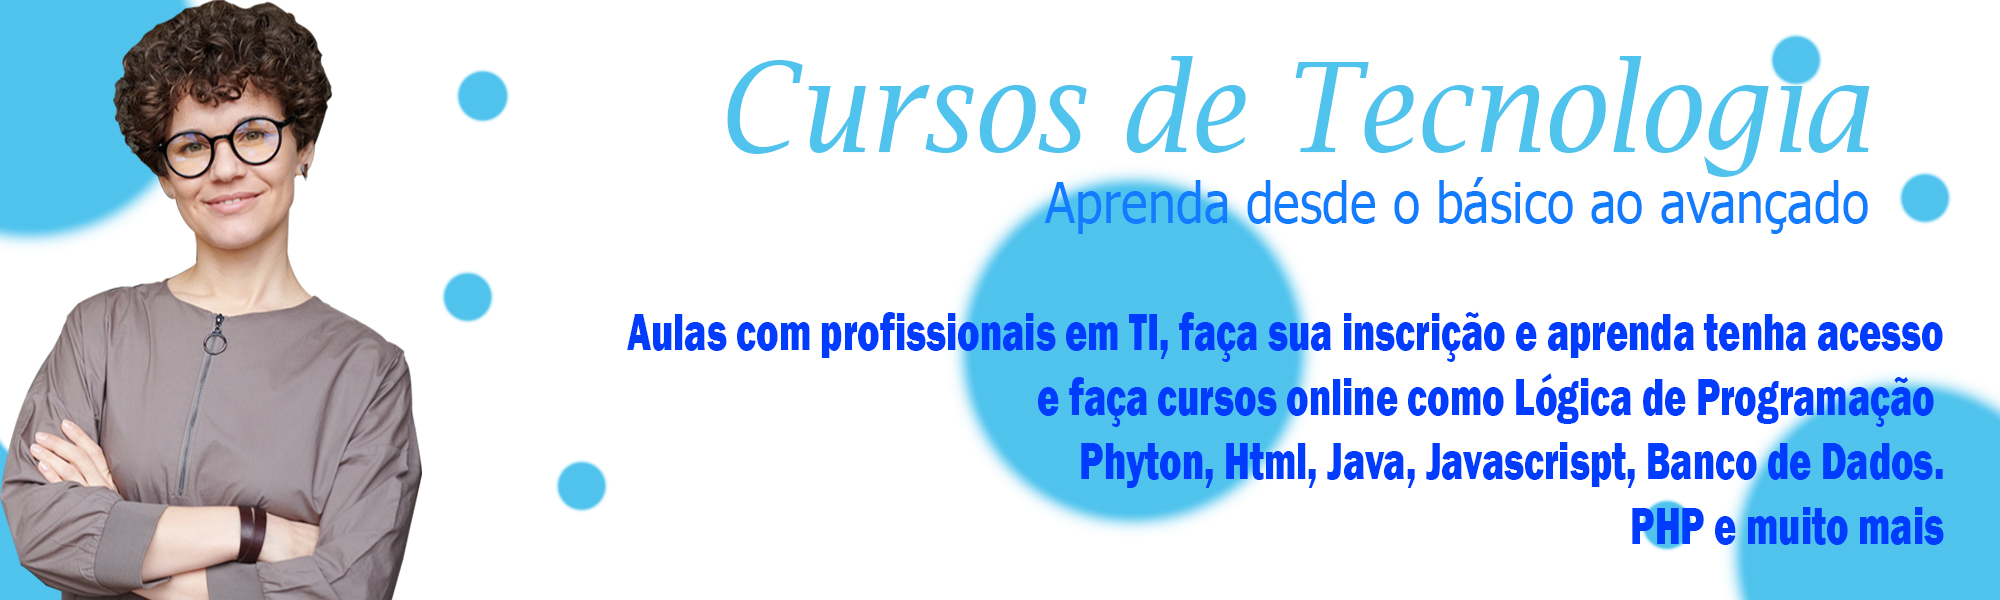 Cursos de Tecnologia
Aprenda desde o básico ao avançado
Aulas com profissionais em TI, faça sua inscrição e aprenda tenha acesso
e faça cursos online como Lógica de Programação
Phyton, Html, Java, Javascrispt, Banco de Dados.
PHP e muito mais